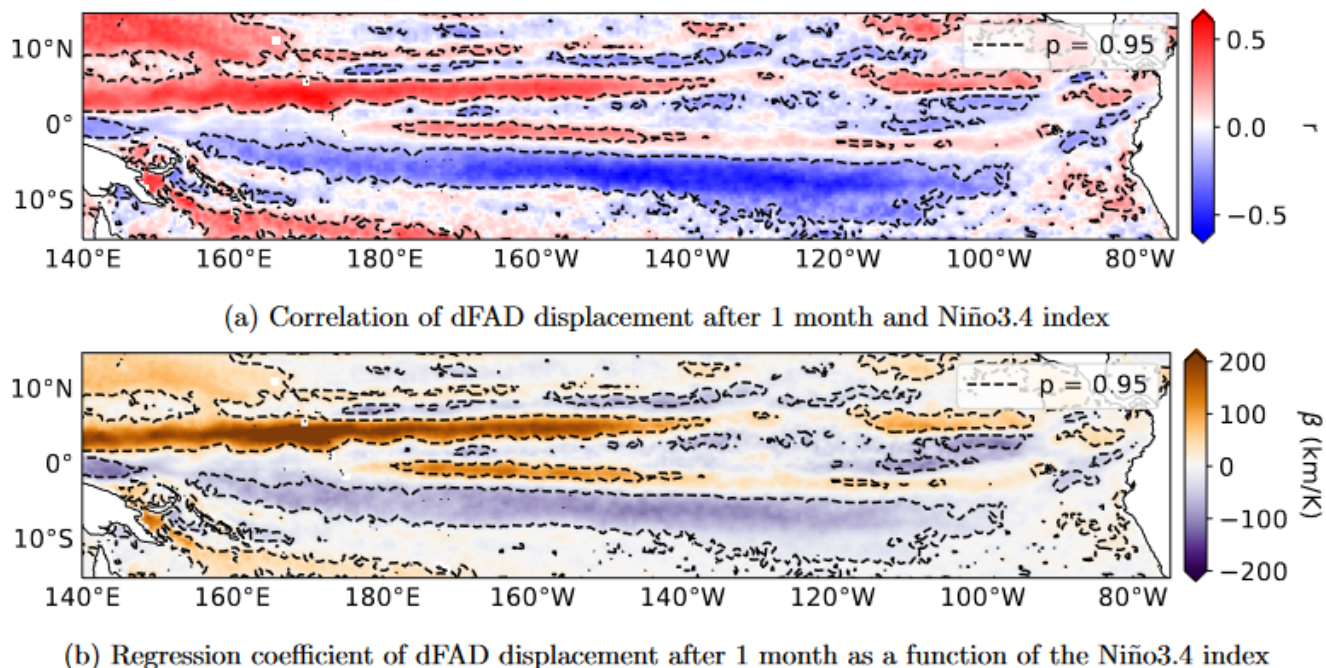 10°N
0°
10°S
p = 0.95
0.5
0.0
−0.5
r
140°E 160°E 180°E 160°W 140°W 120°W 100°W 80°W
(a) Correlation of dFAD displacement after 1 month and Niño3.4 index
10°N
0°
10°S
p = 0.95
200
100
0
−100
−200
β (km/K)
140°E 160°E 180°E 160°W 140°W 120°W 100°W 80°W
(b) Regression coefficient of dFAD displacement after 1 month as a function of the Niño3.4 index